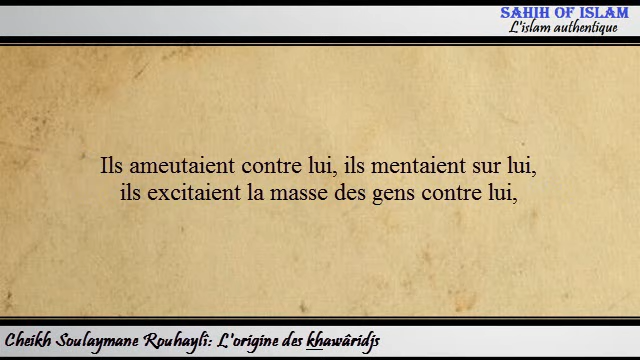 SAHIH OF ISLAM
L'islam authentique
Ils ameutaient contre lui, ils mentaient sur lui,
ils excitaient la masse des gens contre lui,
Cheikh Soulaymane Rouhaylî: L'origine des khawâridjs